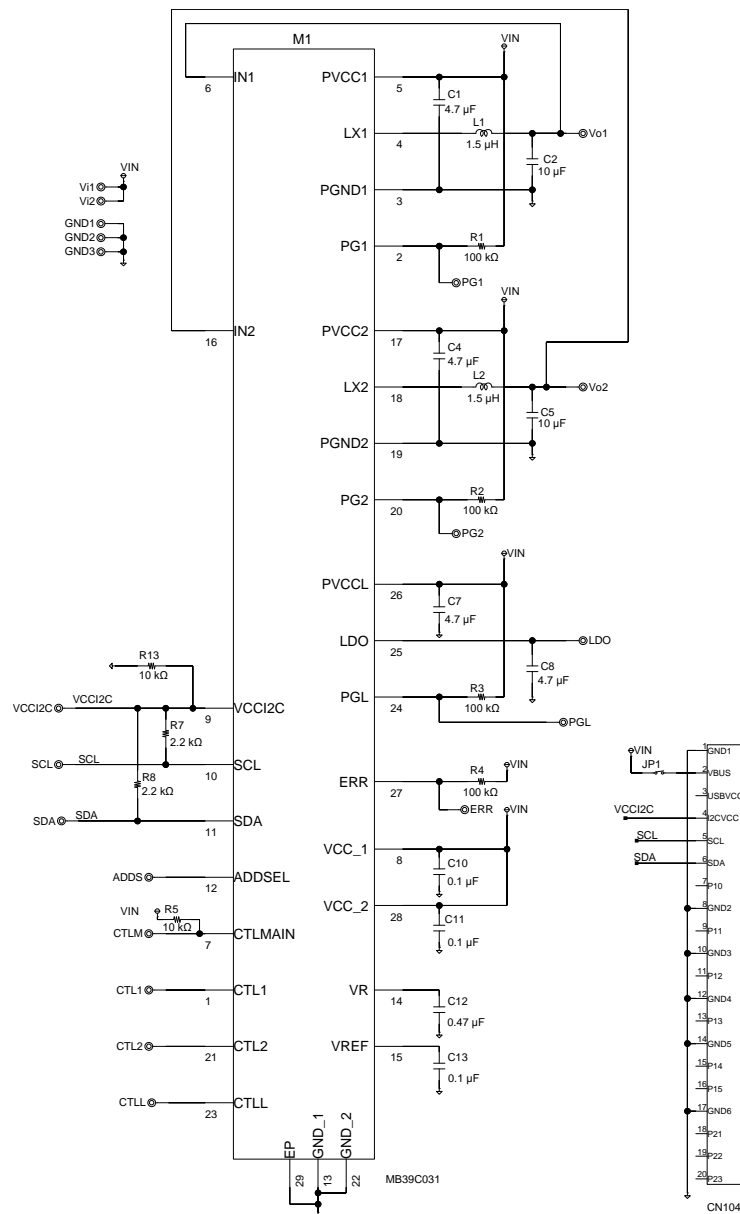 M1
VIN
6
IN1
PVCC1
5
C1
4.7 µF
L1
LX1
4
1.5 µH
Vo1
C2
10 µF
VIN
Vi1
Vi2
PGND1
3
GND1
GND2
GND3
PG1
2
R1
100 kΩ
PG1
VIN
16
IN2
PVCC2
17
C4
4.7 µF
L2
LX2
18
1.5 µH
Vo2
C5
10 µF
PGND2
19
PG2
20
R2
100 kΩ
PG2
VIN
PVCCL
26
C7
4.7 µF
LDO
25
LDO
C8
4.7 µF
R13
10 kΩ
VCCI2C
VCCI2C
9
VCCI2C
PGL
24
R3
100 kΩ
PGL
R7
2.2 kΩ
SCL
SCL
10
SCL
R8
2.2 kΩ
ERR
27
R4
100 kΩ
VIN
ERR
SDA
SDA
11
SDA
VIN
VCC_1
8
C10
0.1 µF
ADDS
12
ADDSEL
VCC_2
28
C11
0.1 µF
VIN
R5
10 kΩ
CTLM
7
CTLMAIN
CTL1
1
CTL1
VR
14
C12
0.47 µF
CTL2
21
CTL2
VREF
15
C13
0.1 µF
CTLL
23
CTLL
EP
GND_1
GND_2
29
13
22
MB39C031
VIN
JP1
VCCI2C
SCL
SDA
1
GND1
2
VBUS
3
USBVCC
4
I2CVCC
5
SCL
6
SDA
7
P10
8
GND2
9
P11
10
GND3
11
P12
12
GND4
13
P13
14
GND5
15
P14
16
P15
17
GND6
18
P21
19
P22
20
P23
CN104